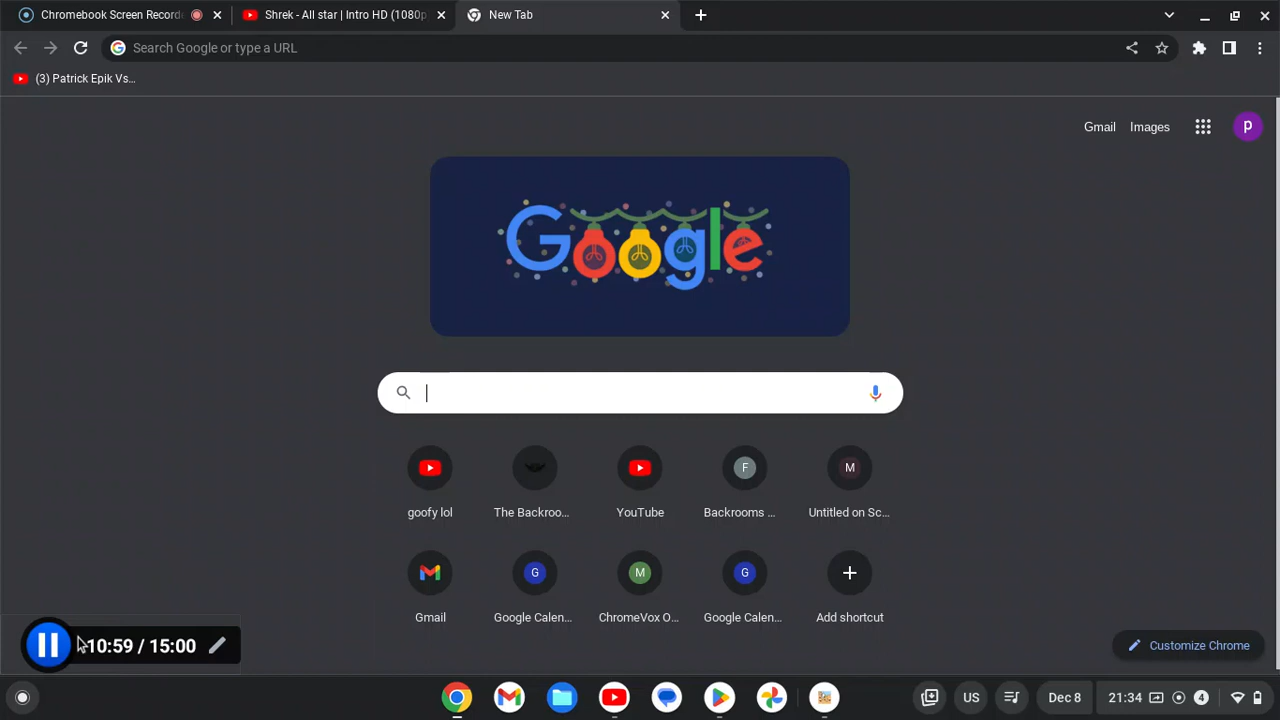 Chromebook Screen Recorde
Shrek - All star | Intro HD (1080p
New Tab
Search Google or type a URL
(3) Patrick Epik Vs...
Gmail Images
p
Google
goofy lol
The Backroo...
YouTube
F
Backrooms ...
M
Untitled on Sc...
Gmail
G
Google Calen...
M
ChromeVox O...
G
Google Calen...
Add shortcut
10:59 / 15:00
Customize Chrome
US
Dec 8
21:34
4